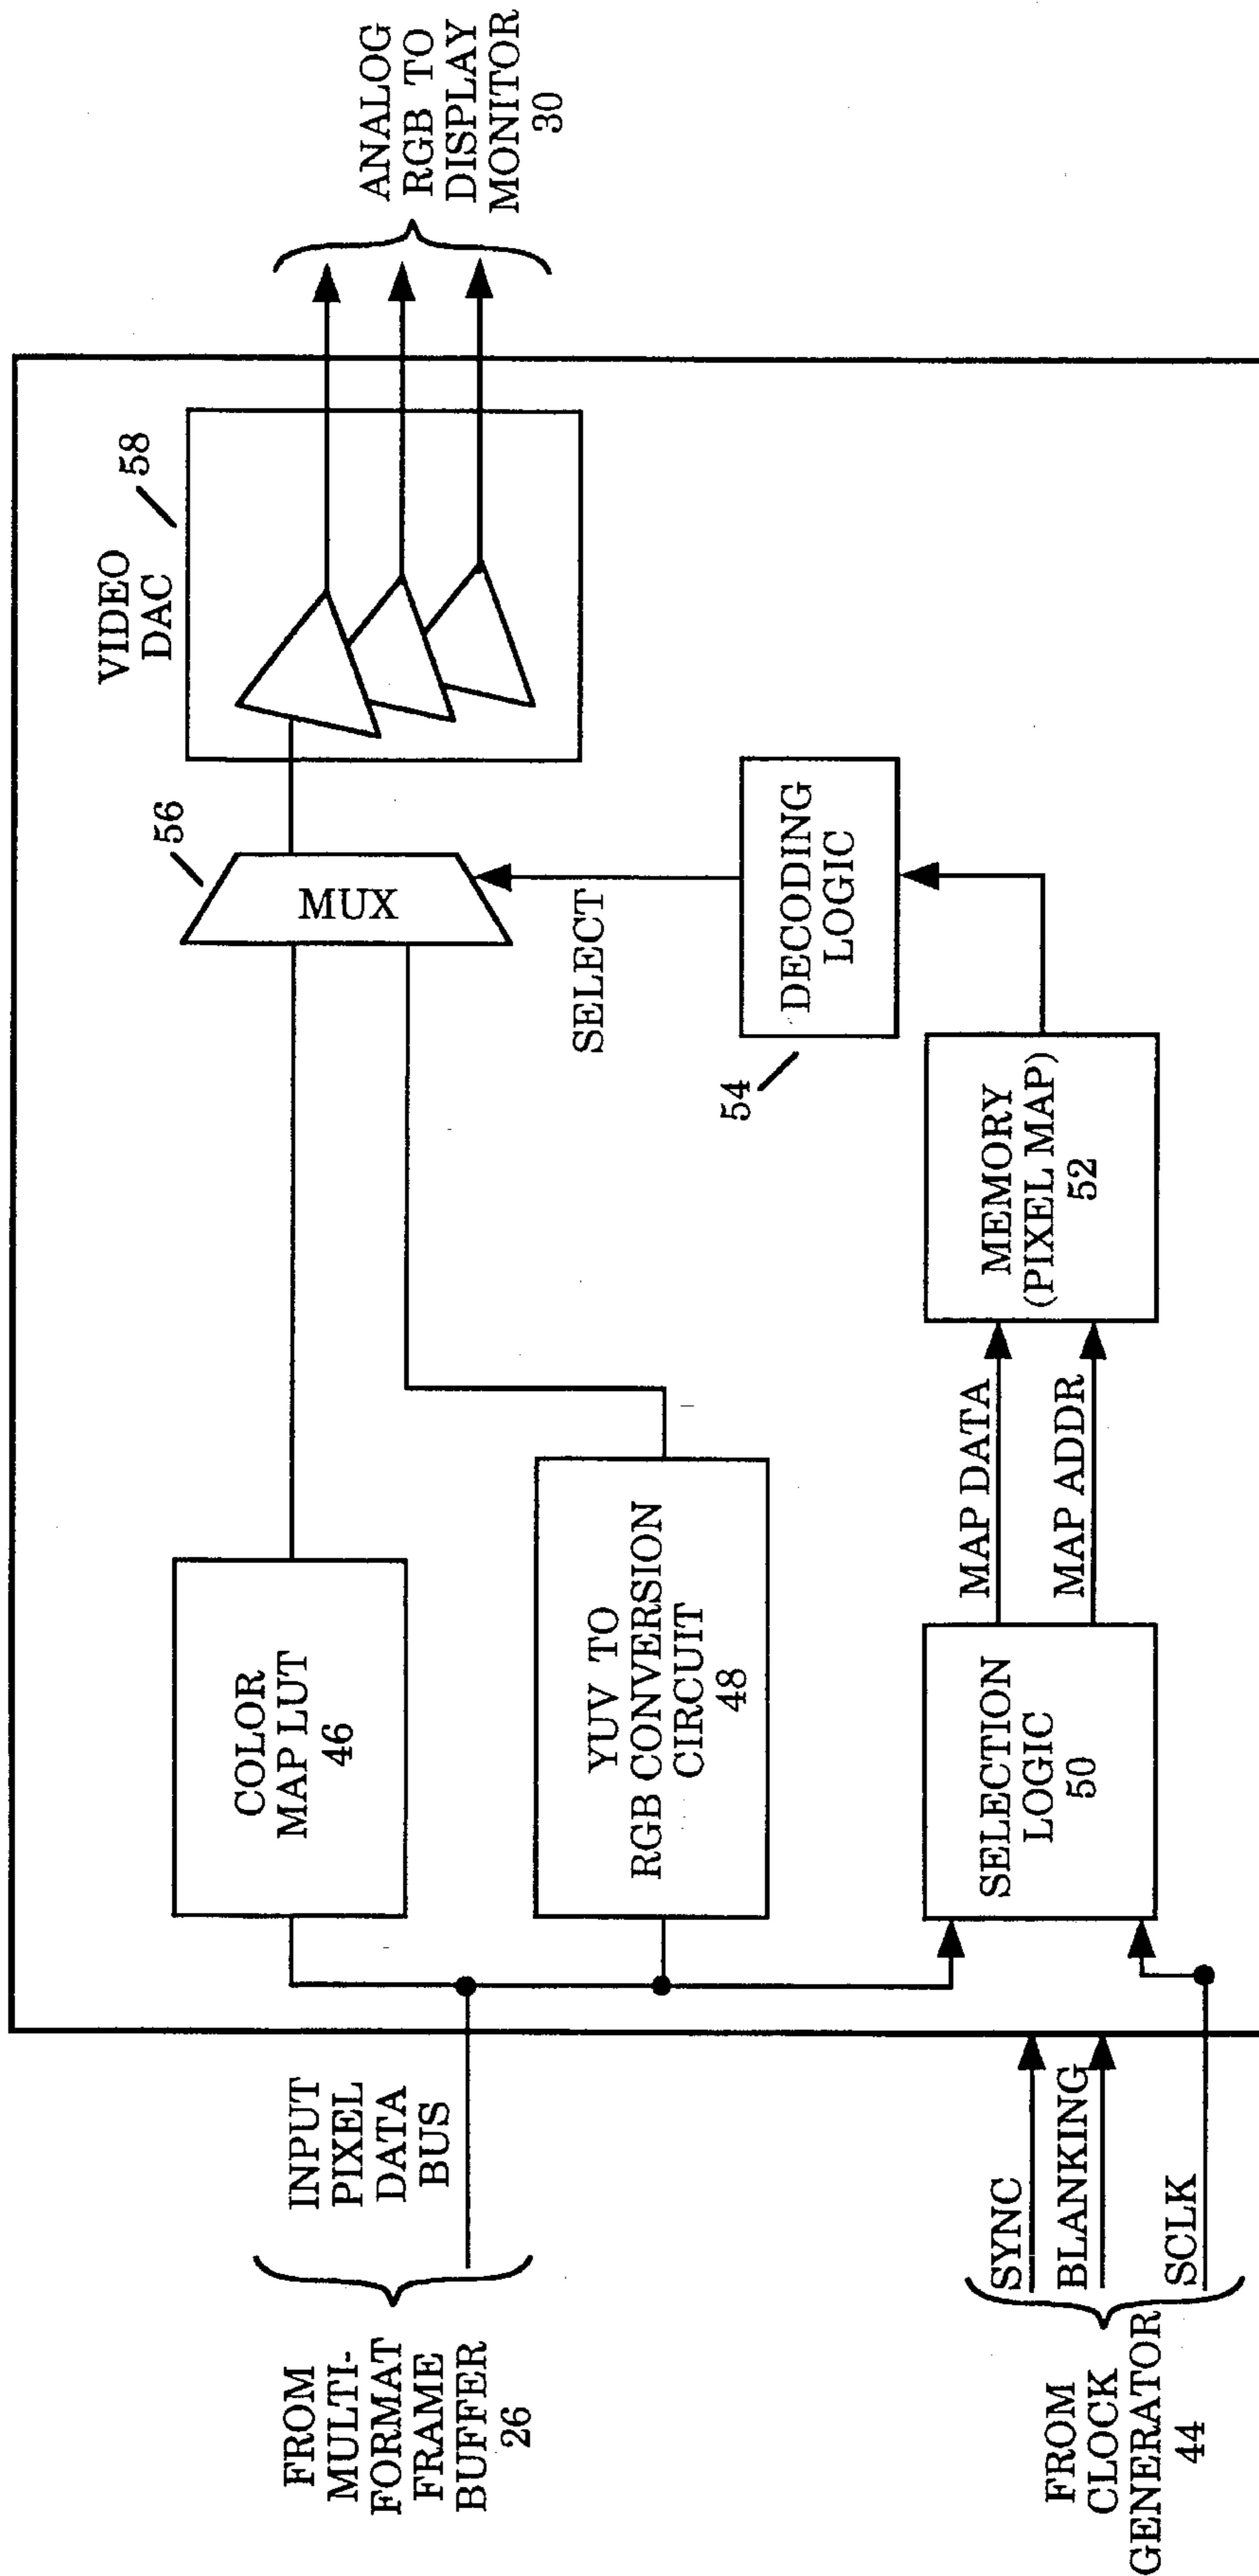 FROM
MULTI-
FORMAT
FRAME
BUFFER
26
INPUT
PIXEL
DATA
BUS
COLOR
MAP LUT
46
YUV TO
RGB CONVERSION
CIRCUIT
48
MUX
56
VIDEO
DAC
58
ANALOG
RGB TO
DISPLAY
MONITOR
30
FROM
CLOCK
GENERATOR
44
SYNC
BLANKING
SCLK
SELECTION
LOGIC
50
MAP DATA
MAP ADDR
MEMORY
(PIXEL MAP)
52
DECODING
LOGIC
54
SELECT